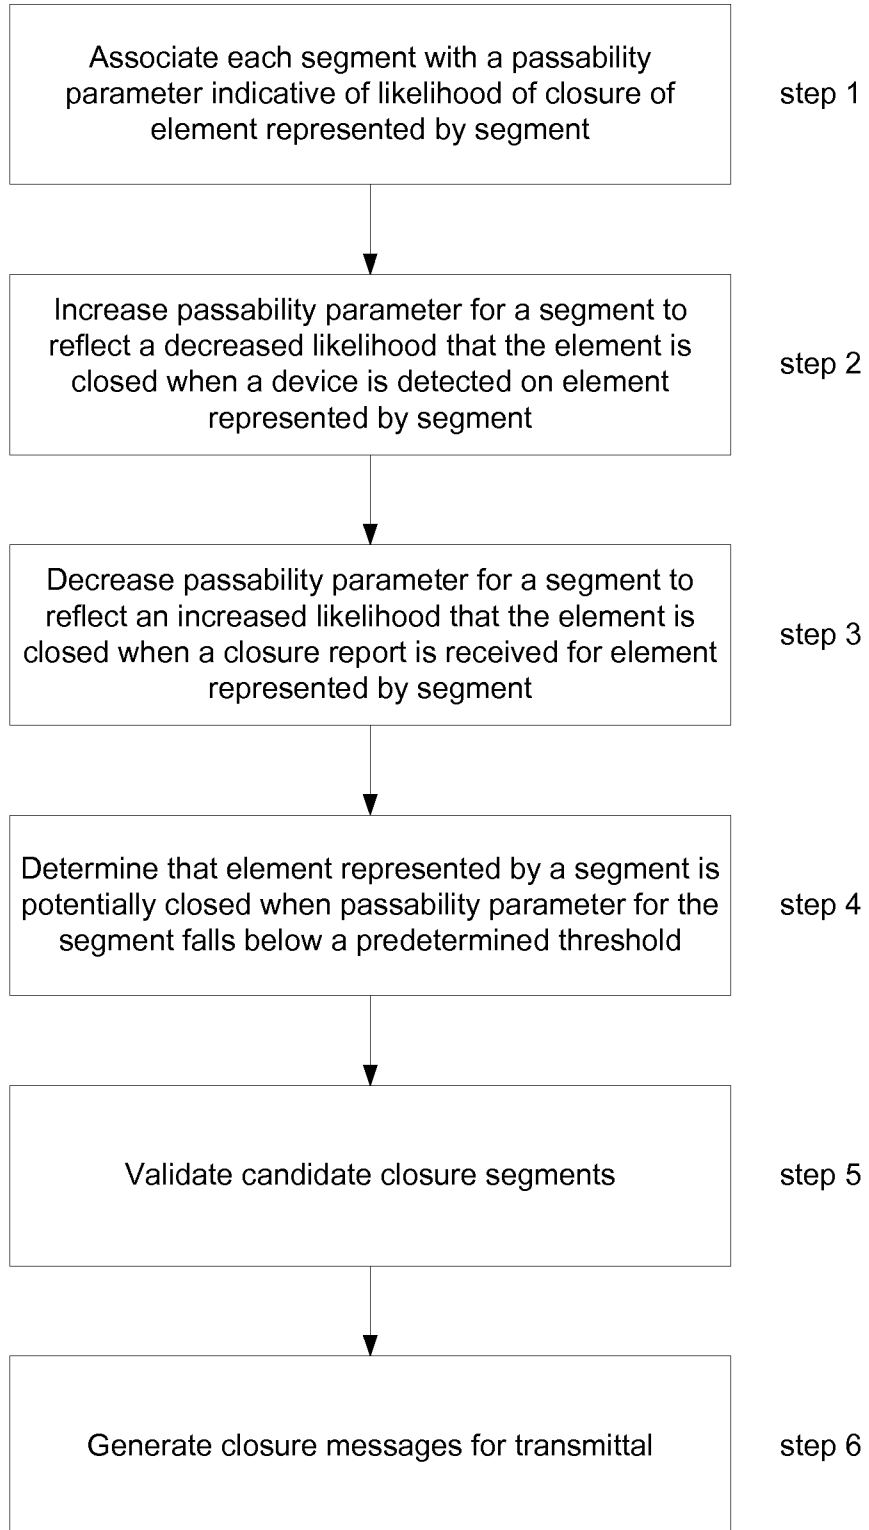 Associate each segment with a passability
parameter indicative of likelihood of closure of
element represented by segment
step 1
Increase passability parameter for a segment to
reflect a decreased likelihood that the element is
closed when a device is detected on element
represented by segment
step 2
Decrease passability parameter for a segment to
reflect an increased likelihood that the element is
closed when a closure report is received for element
represented by segment
step 3
Determine that element represented by a segment is
potentially closed when passability parameter for the
segment falls below a predetermined threshold
step 4
Validate candidate closure segments
step 5
Generate closure messages for transmittal
step 6